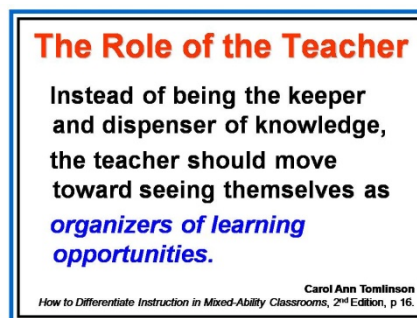 The Role of the Teacher
Instead of being the keeper
and dispenser of knowledge,
the teacher should move
toward seeing themselves as
organizers of learning
opportunities.
Carol Ann Tomlinson
How to Differentiate Instruction in Mixed-Ability Classrooms, 2nd Edition, p 16.